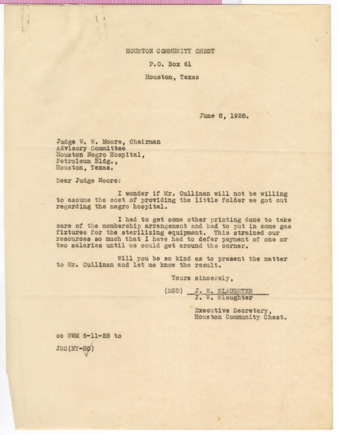 HOUSTON COMMUNITY CHEST
P.O. Box 61
Houston, Texas
June 8, 1928.
Judge W. W. Moore, Chairman
Advisory Committee
Houston Negro Hospital,
Petroleum Bldg.,
Houston, Texas.
Dear Judge Moore:
I wonder if Mr. Cullinan will not be willing
to assume the cost of providing the little folder we got out
regarding the negro hospital.
I had to get some other printing done to take
care of the membership arrangement and had to put in some gas
fixtures for the sterilizing equipment. This strained our
resources so much that I have had to defer payment of one or
two salaries until we could get around the corner.
Will you be so kind as to present the matter
to Mr. Cullinan and let me know the result.
Yours sincerely,
(SGD) J. W. SLAUGHTER
J. W. Slaughter
Executive Secretary,
Houston Community Chest.
cc WWM 6-11-28 to
JSC(NY-HO)